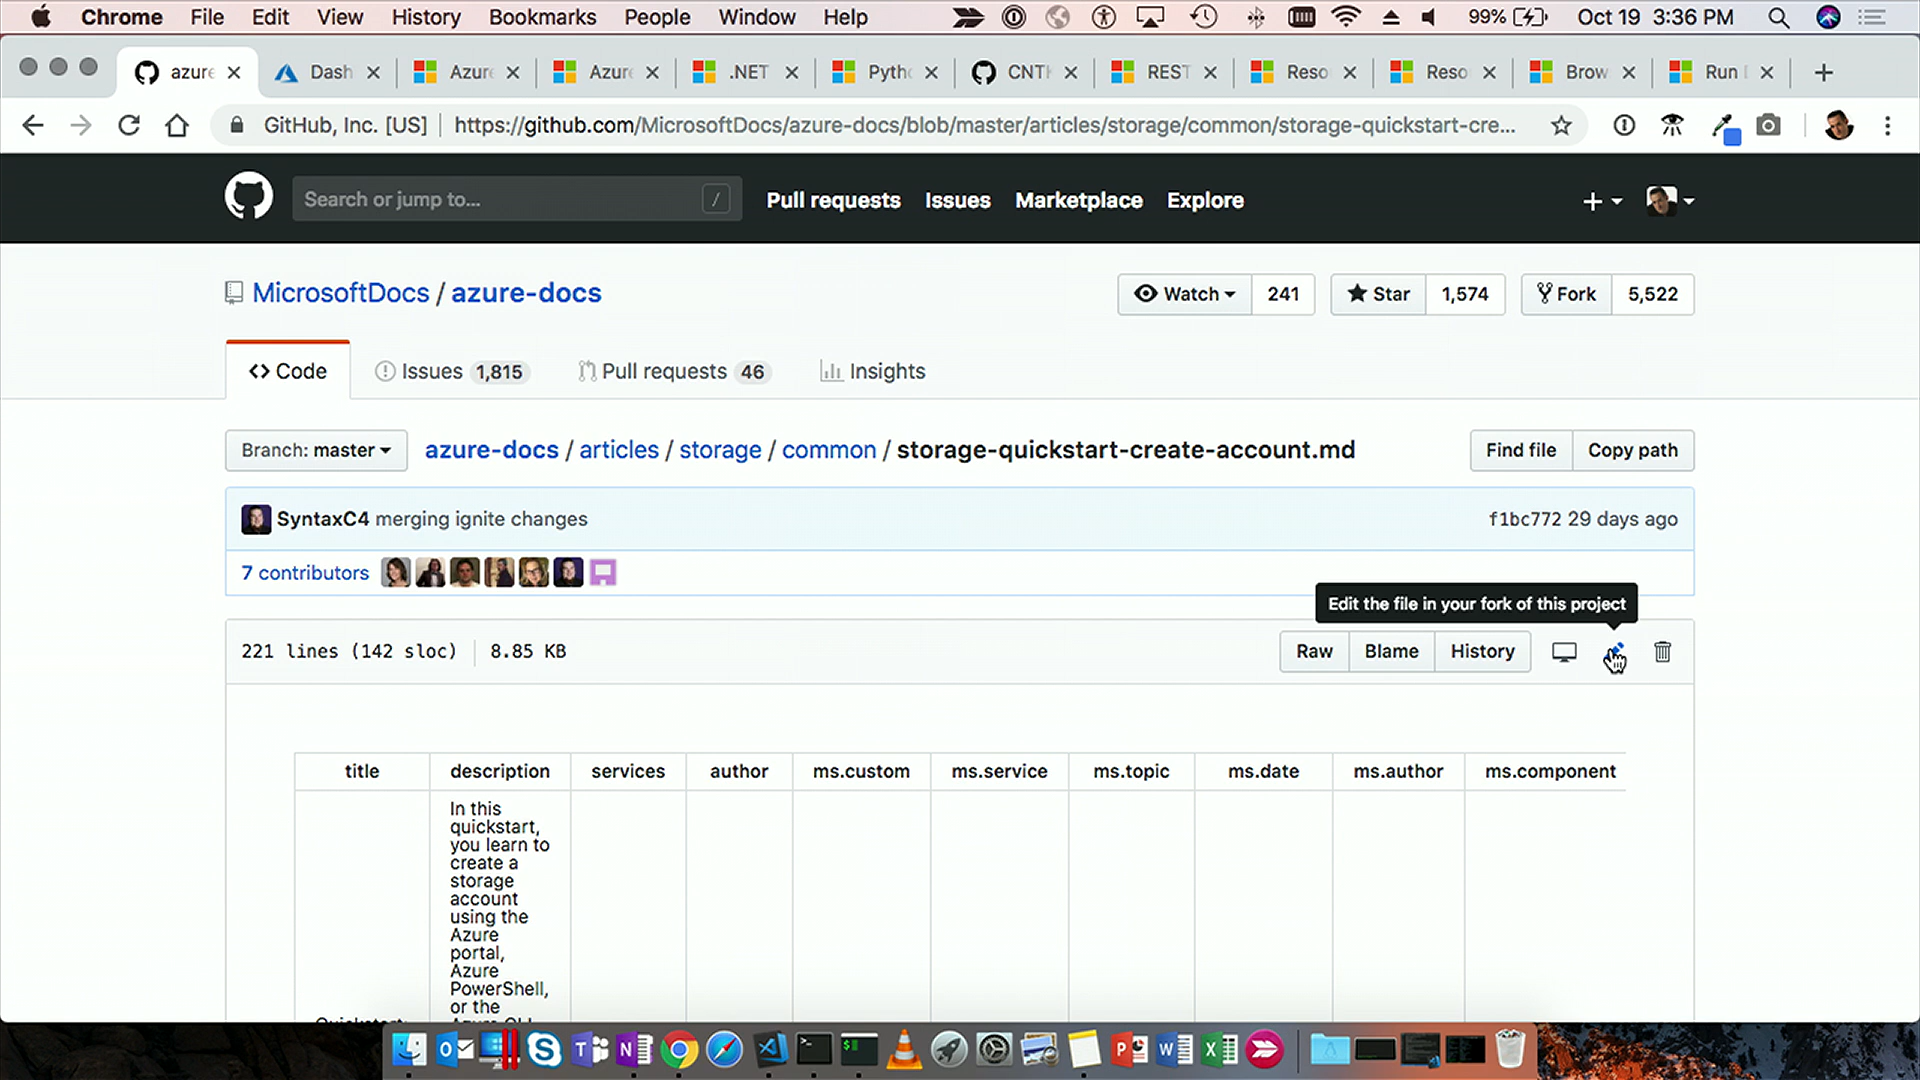 Chrome File Edit View History Bookmarks People Window Help 99% Oct 19 3:36 PM
azure Dash Azure Azure .NET Pytho CNTK REST Reso Reso Brow Run
GitHub, Inc. [US] https://github.com/MicrosoftDocs/azure-docs/blob/master/articles/storage/common/storage-quickstart-cre...
Search or jump to... / Pull requests Issues Marketplace Explore
MicrosoftDocs / azure-docs Watch 241 Star 1,574 Fork 5,522
Code Issues 1,815 Pull requests 46 Insights
Branch: master azure-docs / articles / storage / common / storage-quickstart-create-account.md Find file Copy path
SyntaxC4 merging ignite changes f1bc772 29 days ago
7 contributors
Edit the file in your fork of this project
221 lines (142 sloc) 8.85 KB Raw Blame History
title description services author ms.custom ms.service ms.topic ms.date ms.author ms.component
In this
quickstart,
you learn to
create a
storage
account
using the
Azure
portal,
Azure
PowerShell,
or the